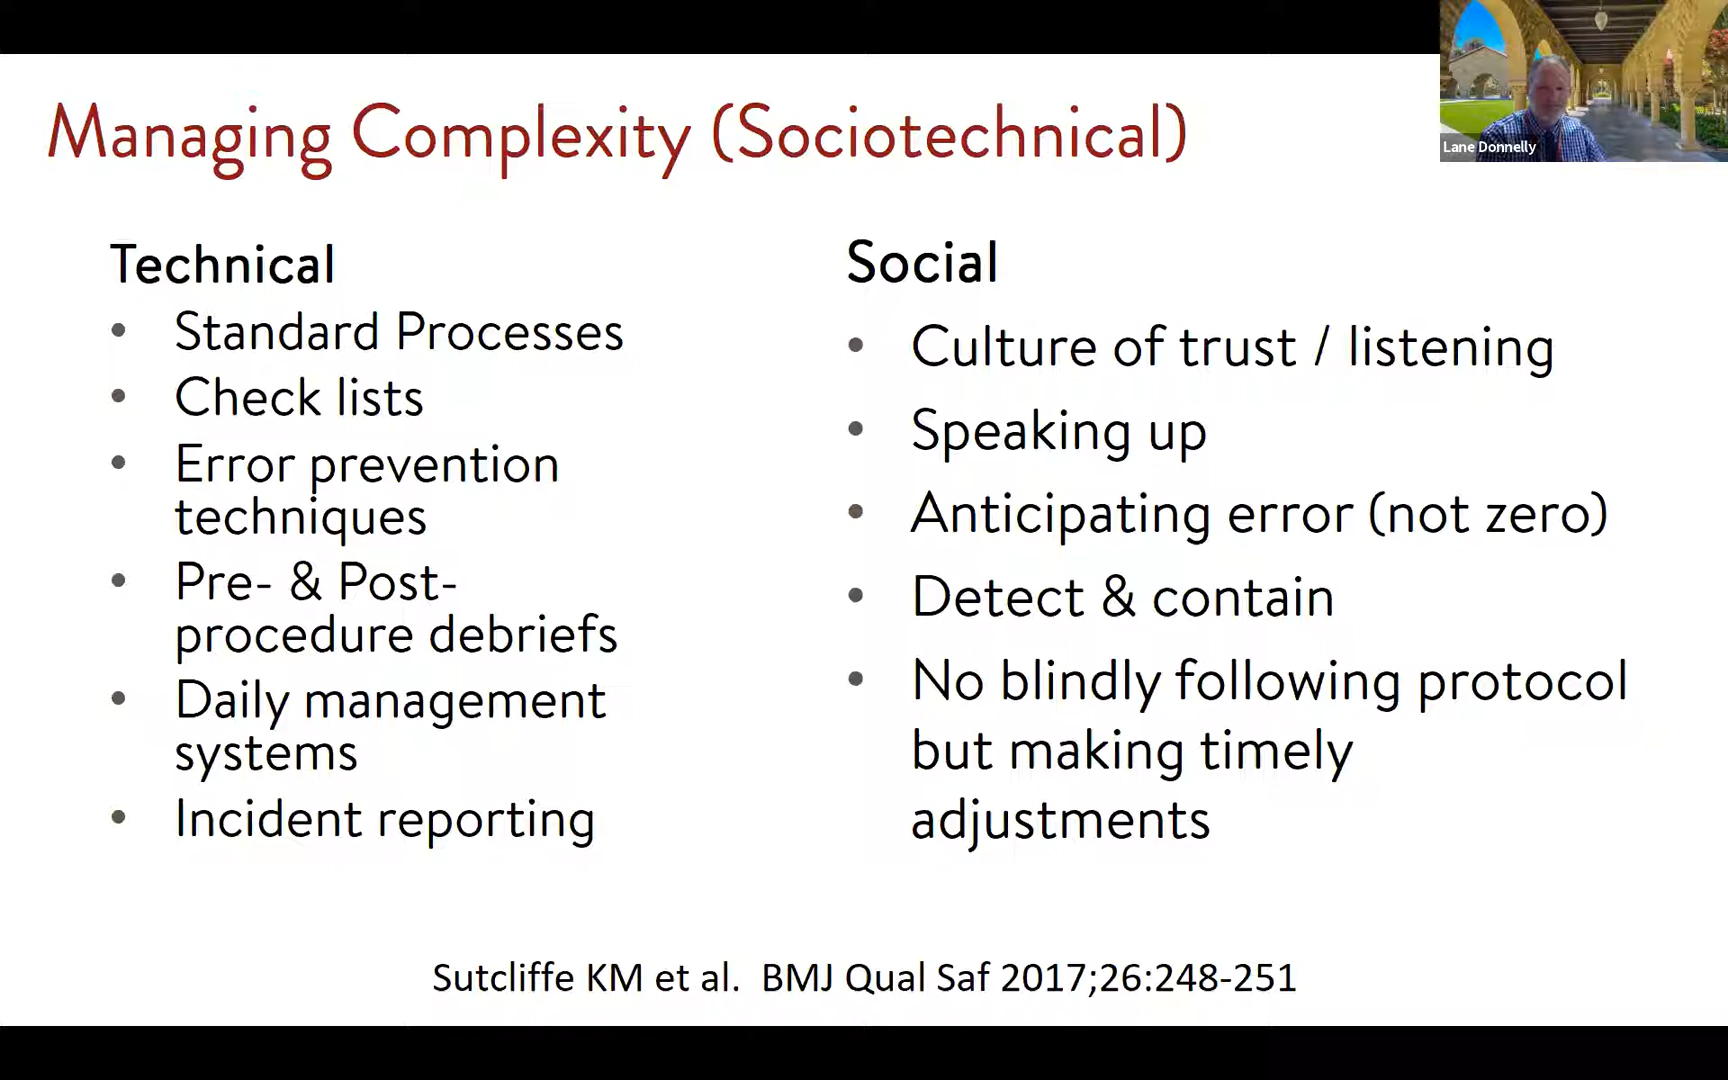 Managing Complexity (Sociotechnical)
Lane Donnelly
Technical
• Standard Processes
• Check lists
• Error prevention
techniques
• Pre- & Post-
procedure debriefs
• Daily management
systems
• Incident reporting
Social
• Culture of trust / listening
• Speaking up
• Anticipating error (not zero)
• Detect & contain
• No blindly following protocol
but making timely
adjustments
Sutcliffe KM et al.  BMJ Qual Saf 2017;26:248-251